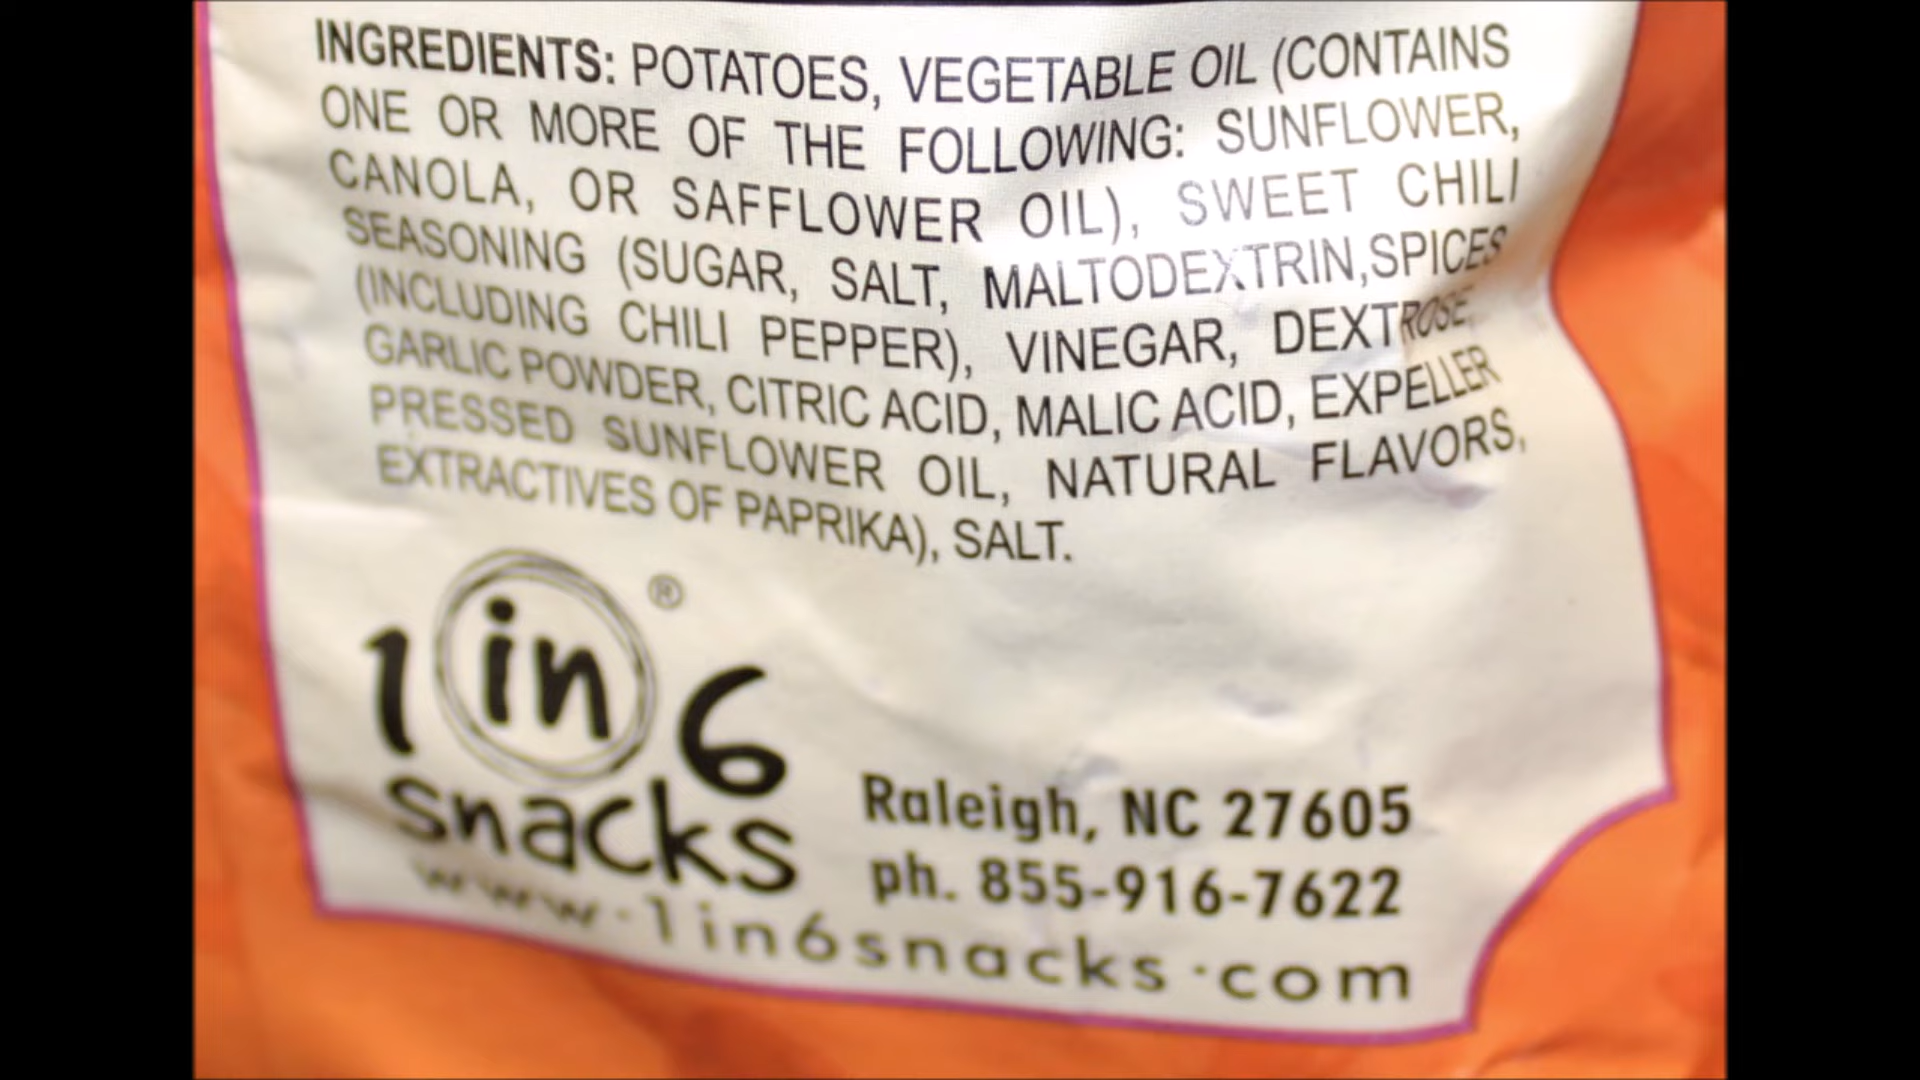 INGREDIENTS: POTATOES, VEGETABLE OIL (CONTAINS
ONE OR MORE OF THE FOLLOWING: SUNFLOWER,
CANOLA, OR SAFFLOWER OIL), SWEET CHILI
SEASONING (SUGAR, SALT, MALTODEXTRIN,SPICES
(INCLUDING CHILI PEPPER), VINEGAR, DEXTROSE,
GARLIC POWDER, CITRIC ACID, MALIC ACID, EXPELLER
PRESSED SUNFLOWER OIL, NATURAL FLAVORS,
EXTRACTIVES OF PAPRIKA), SALT.
1 in 6 ®
snacks
Raleigh, NC 27605
ph. 855-916-7622
www.1in6snacks.com